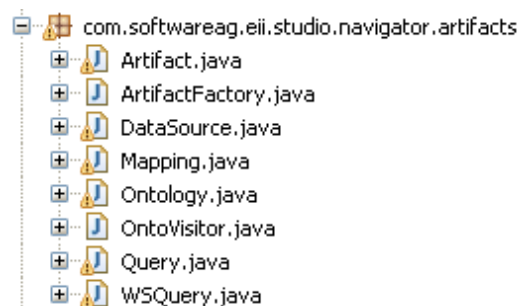 com.softwareag.eii.studio.navigator.artifacts
Artifact.java
ArtifactFactory.java
DataSource.java
Mapping.java
Ontology.java
OntoVisitor.java
Query.java
WSQuery.java